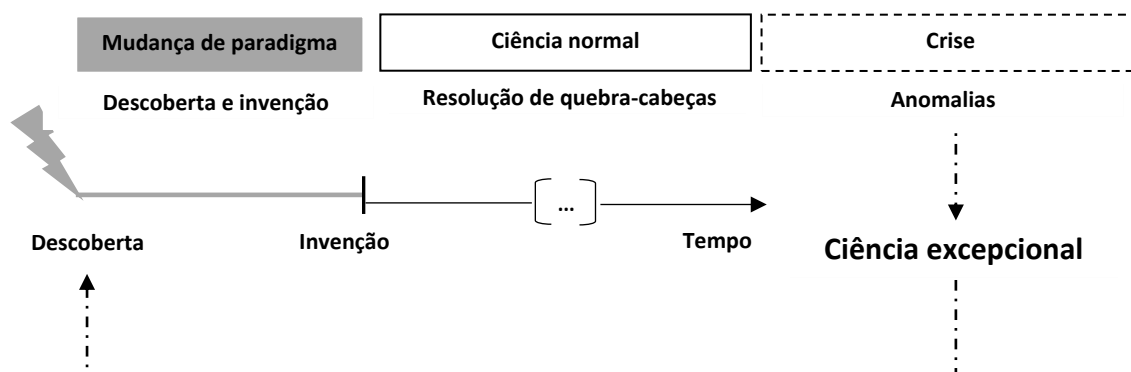 Mudança de paradigma
Ciência normal
Crise
Descoberta e invenção
Resolução de quebra-cabeças
Anomalias
...
Descoberta
Invenção
Tempo
Ciência excepcional